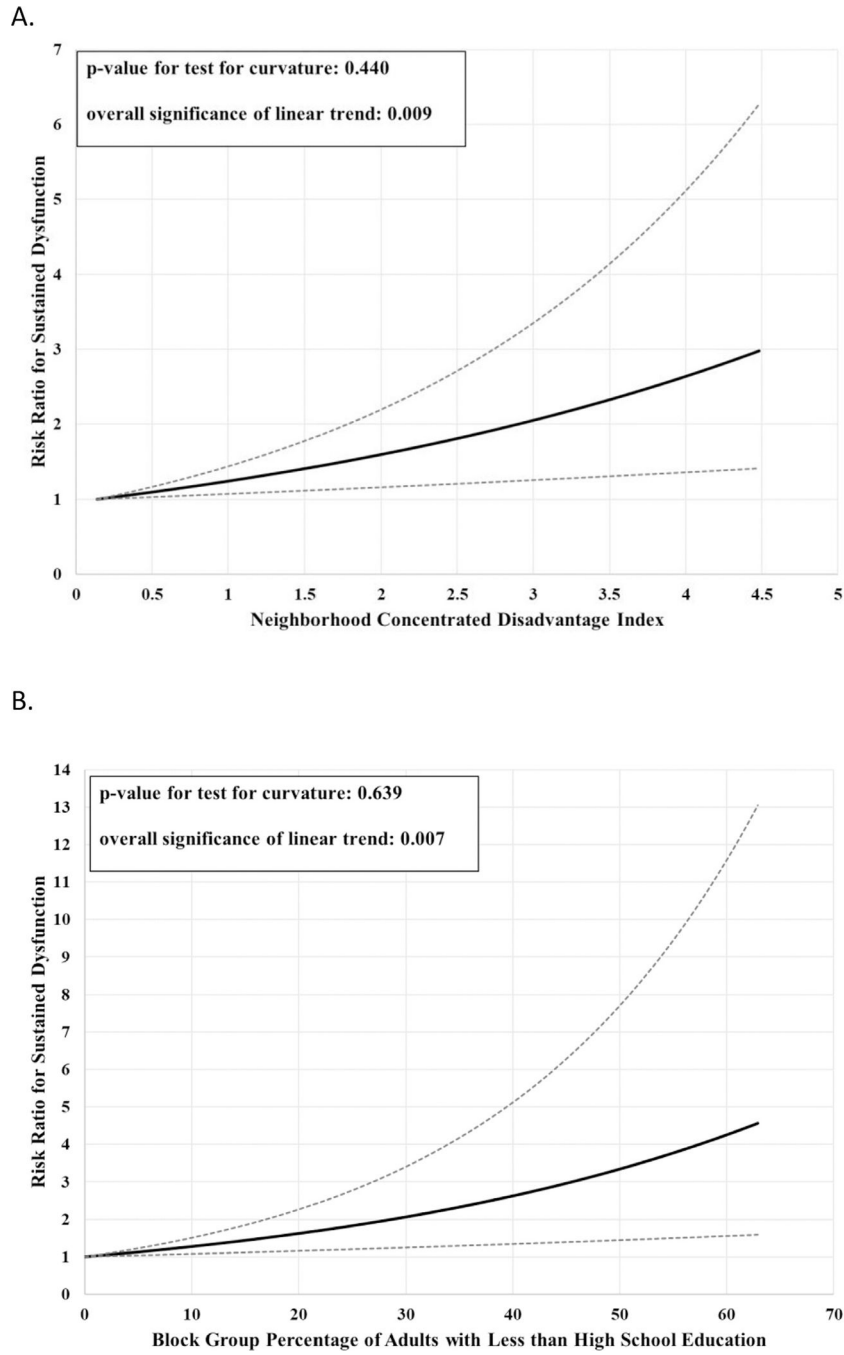 A.
7
p-value for test for curvature: 0.440
overall significance of linear trend: 0.009
6
5
4
3
2
1
0
Risk Ratio for Sustained Dysfunction
0 0.5 1 1.5 2 2.5 3 3.5 4 4.5 5
Neighborhood Concentrated Disadvantage Index
B.
14
p-value for test for curvature: 0.639
13
overall significance of linear trend: 0.007
12
11
10
9
8
7
6
5
4
3
2
1
0
Risk Ratio for Sustained Dysfunction
0 10 20 30 40 50 60 70
Block Group Percentage of Adults with Less than High School Education